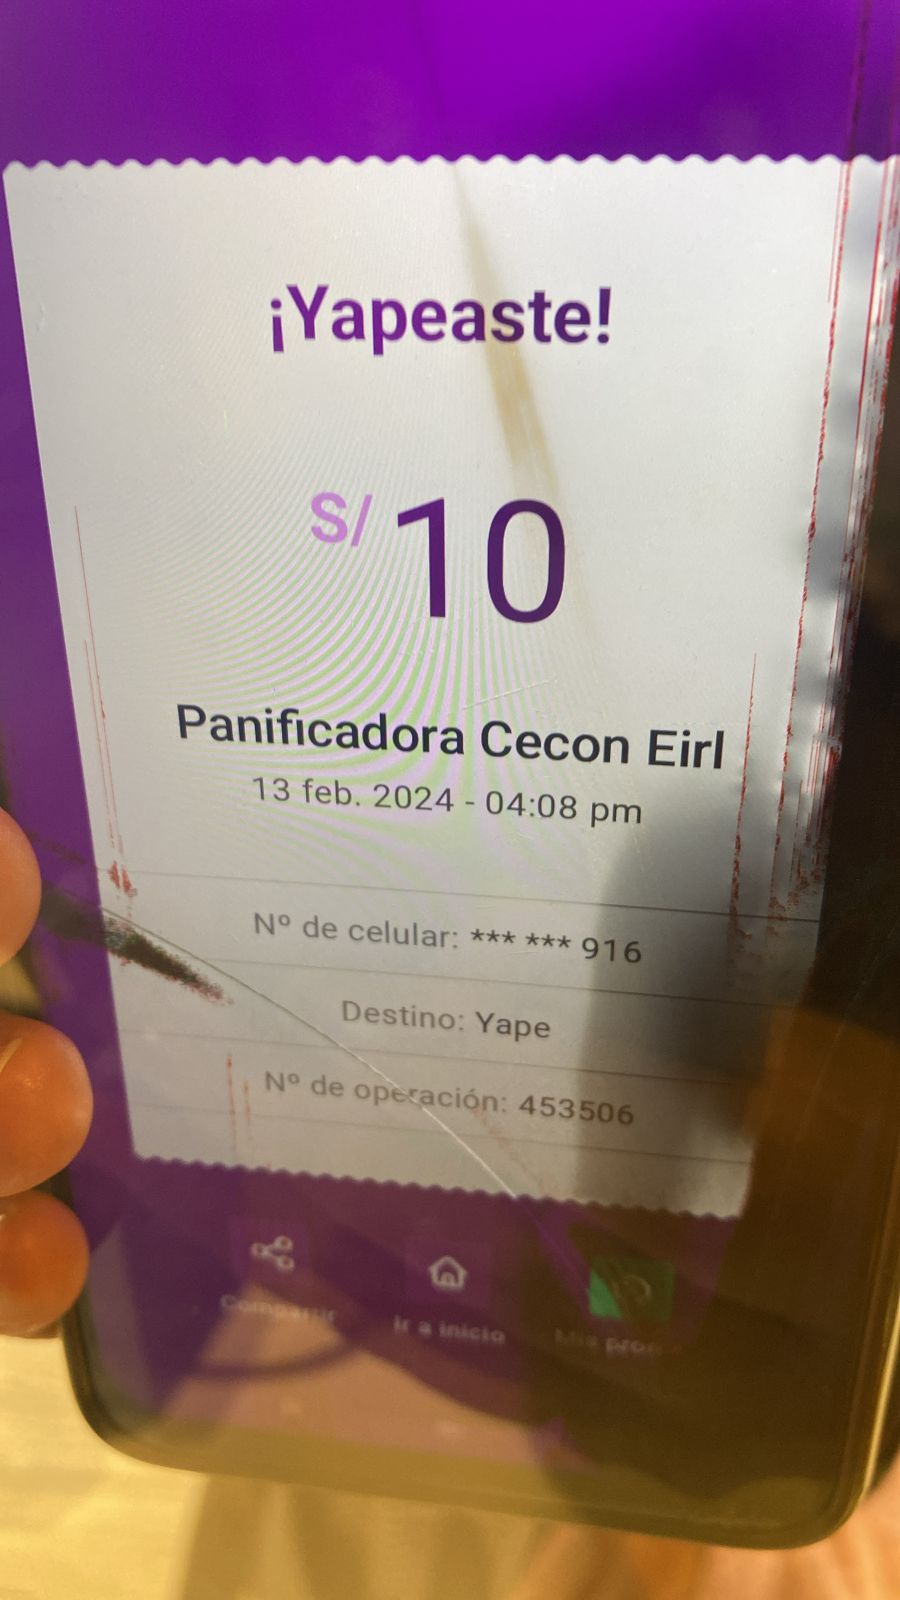 ¡Yapeaste!
S/ 10
Panificadora Cecon Eirl
13 feb. 2024 - 04:08 pm
Nº de celular: *** *** 916
Destino: Yape
Nº de operación: 453506
Compartir
Ir a inicio